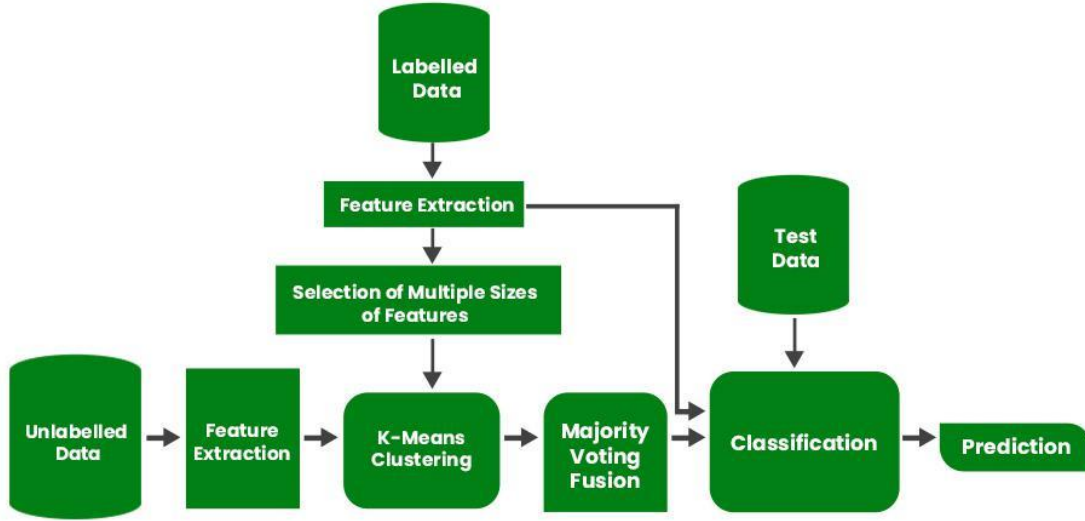 Labelled
Data
Feature Extraction
Test
Data
Selection of Multiple Sizes
of Features
Unlabelled
Data
Feature
Extraction
K-Means
Clustering
Majority
Voting
Fusion
Classification
Prediction